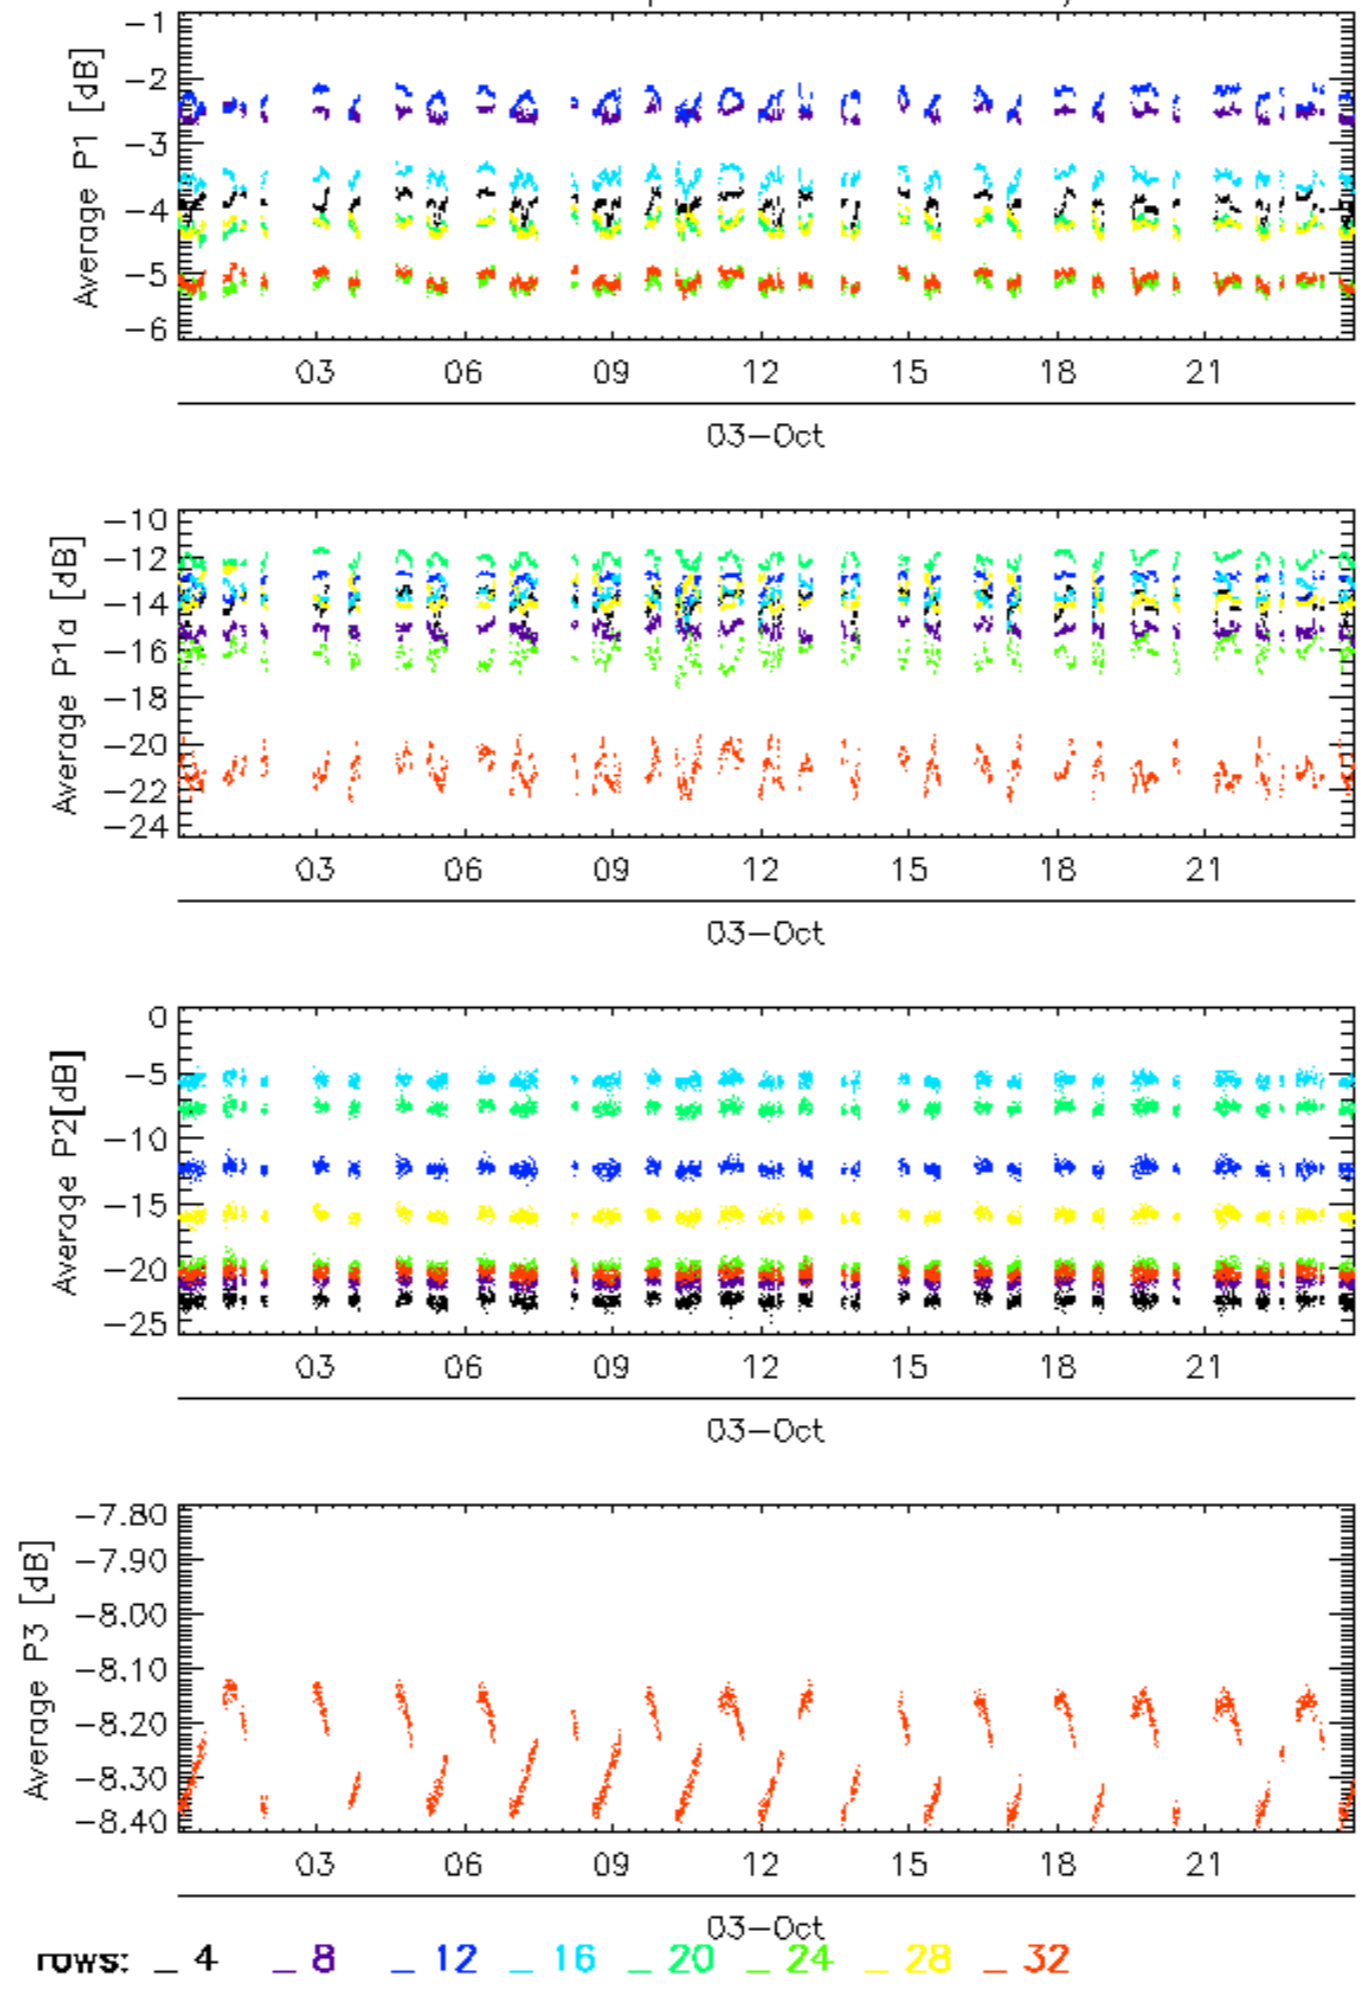 Average P1 [dB]
-1
-2
-3
-4
-5
-6
03 06 09 12 15 18 21
03-Oct
Average P1a [dB]
-10
-12
-14
-16
-18
-20
-22
-24
03 06 09 12 15 18 21
03-Oct
Average P2[dB]
0
-5
-10
-15
-20
-25
03 06 09 12 15 18 21
03-Oct
Average P3 [dB]
-7.80
-7.90
-8.00
-8.10
-8.20
-8.30
-8.40
03 06 09 12 15 18 21
03-Oct
rows: _ 4 _ 8 _ 12 _ 16 _ 20 _ 24 _ 28 _ 32